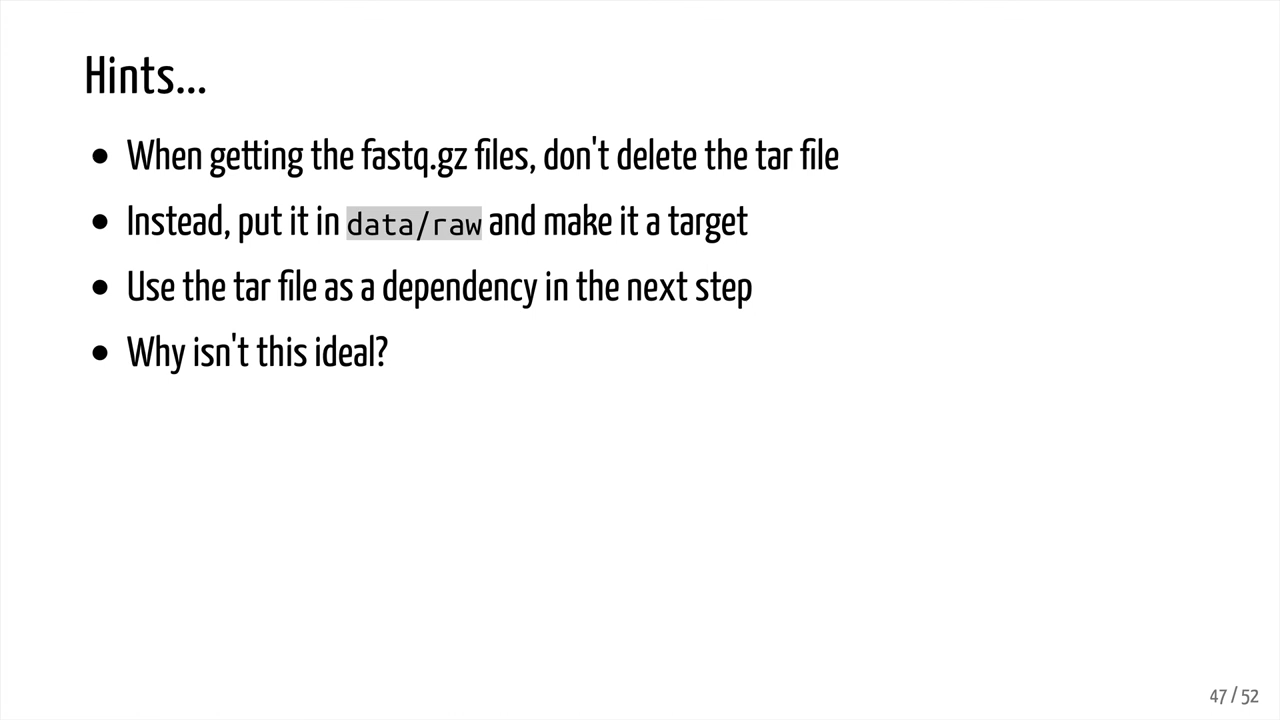 Hints...
• When getting the fastq.gz files, don't delete the tar file
• Instead, put it in data/raw and make it a target
• Use the tar file as a dependency in the next step
• Why isn't this ideal?
47 / 52